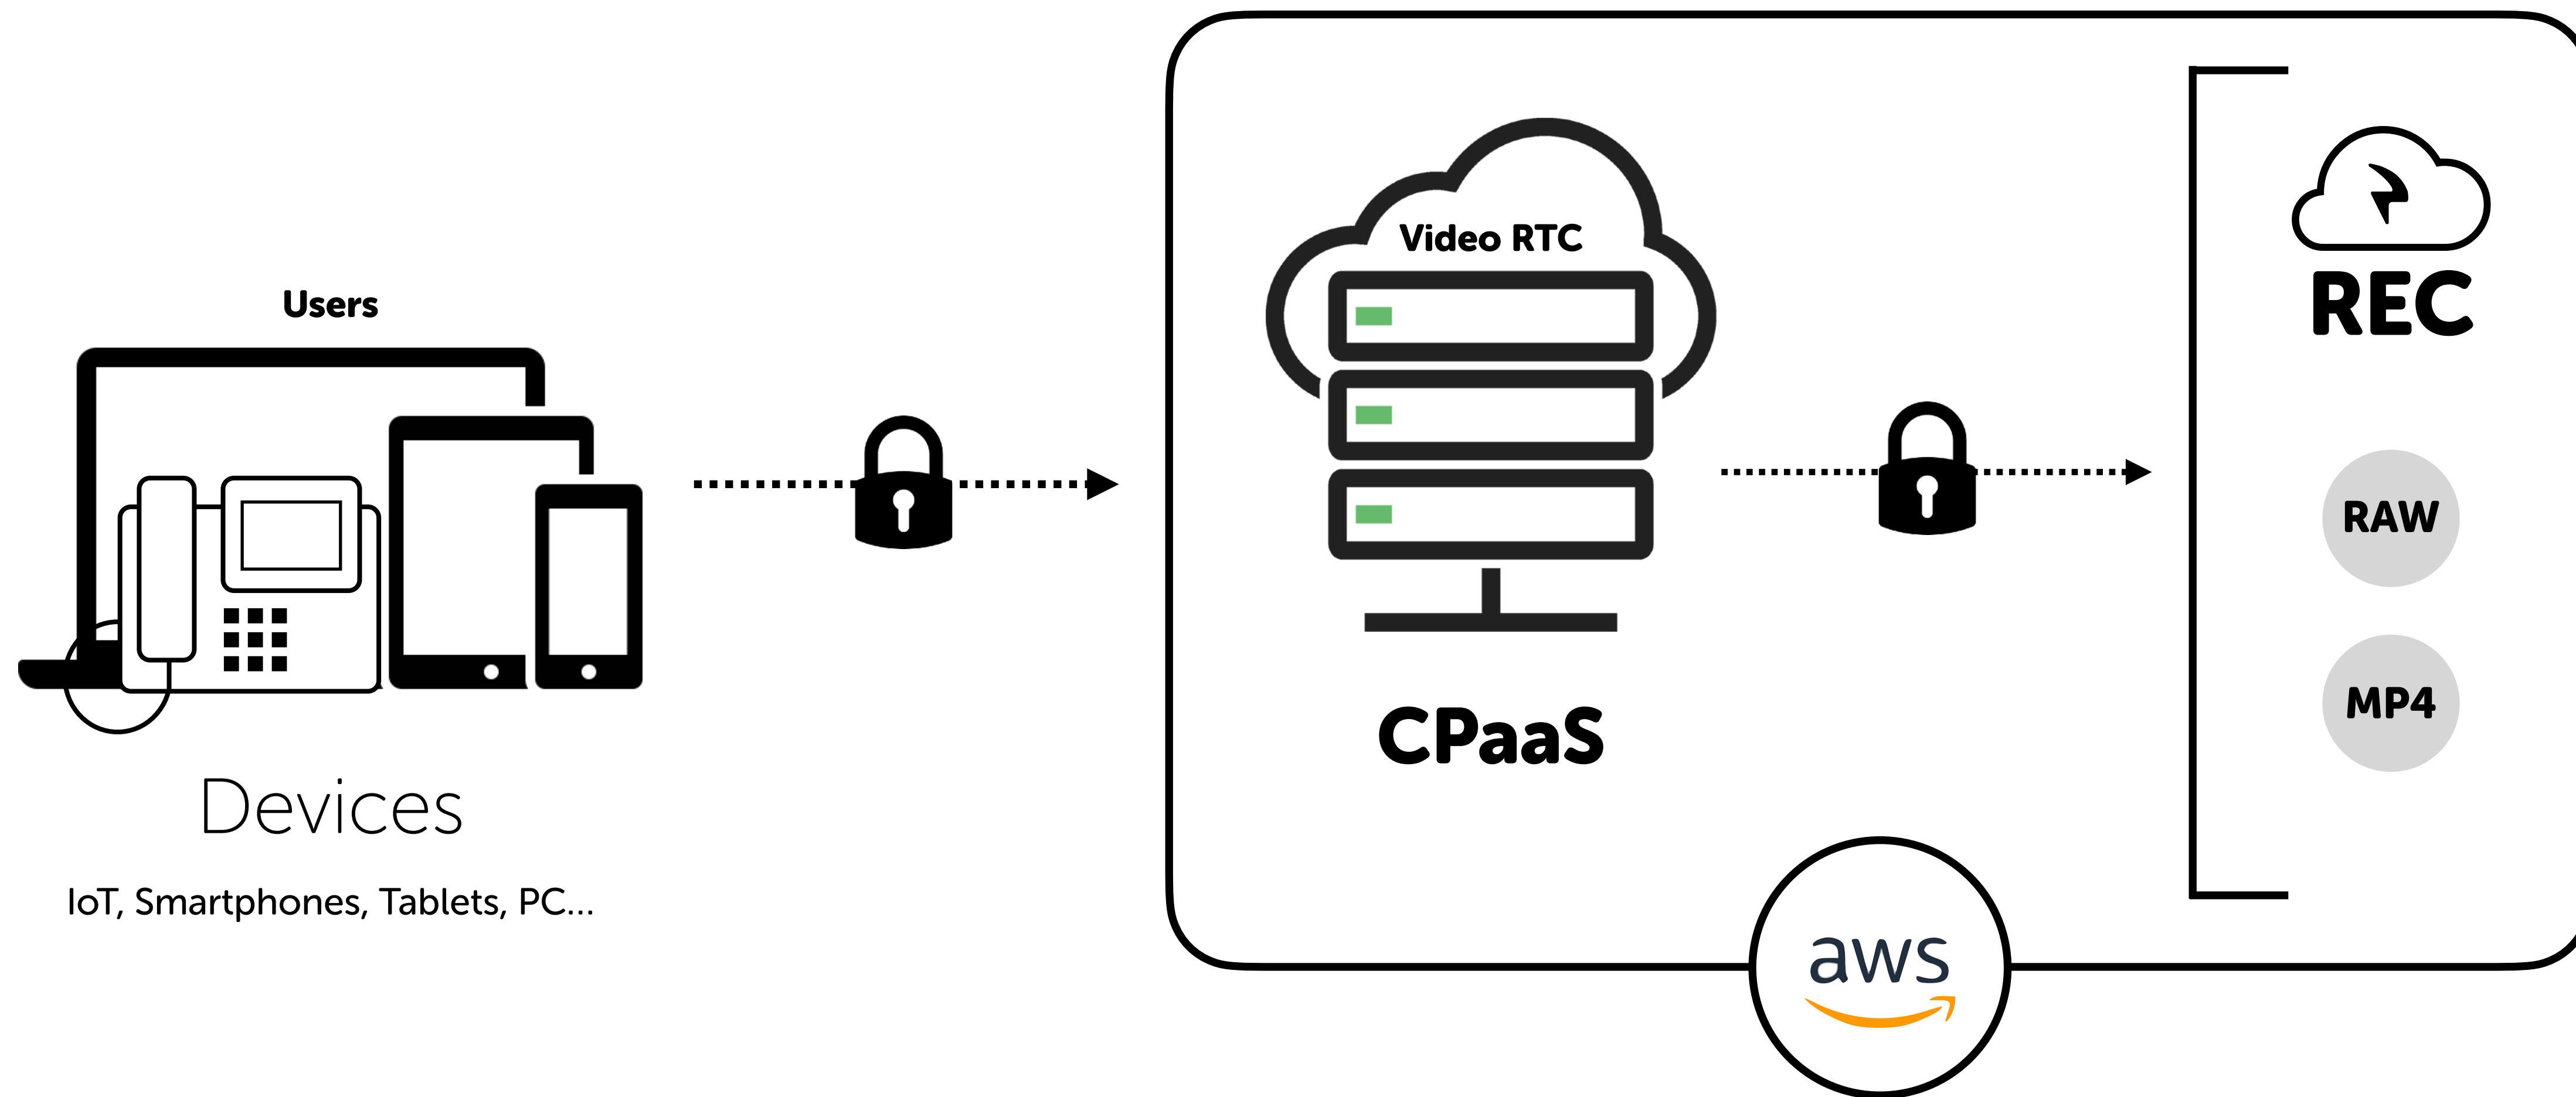 Users
Devices
IoT, Smartphones, Tablets, PC...
Video RTC
CPaaS
REC
RAW
MP4
aws